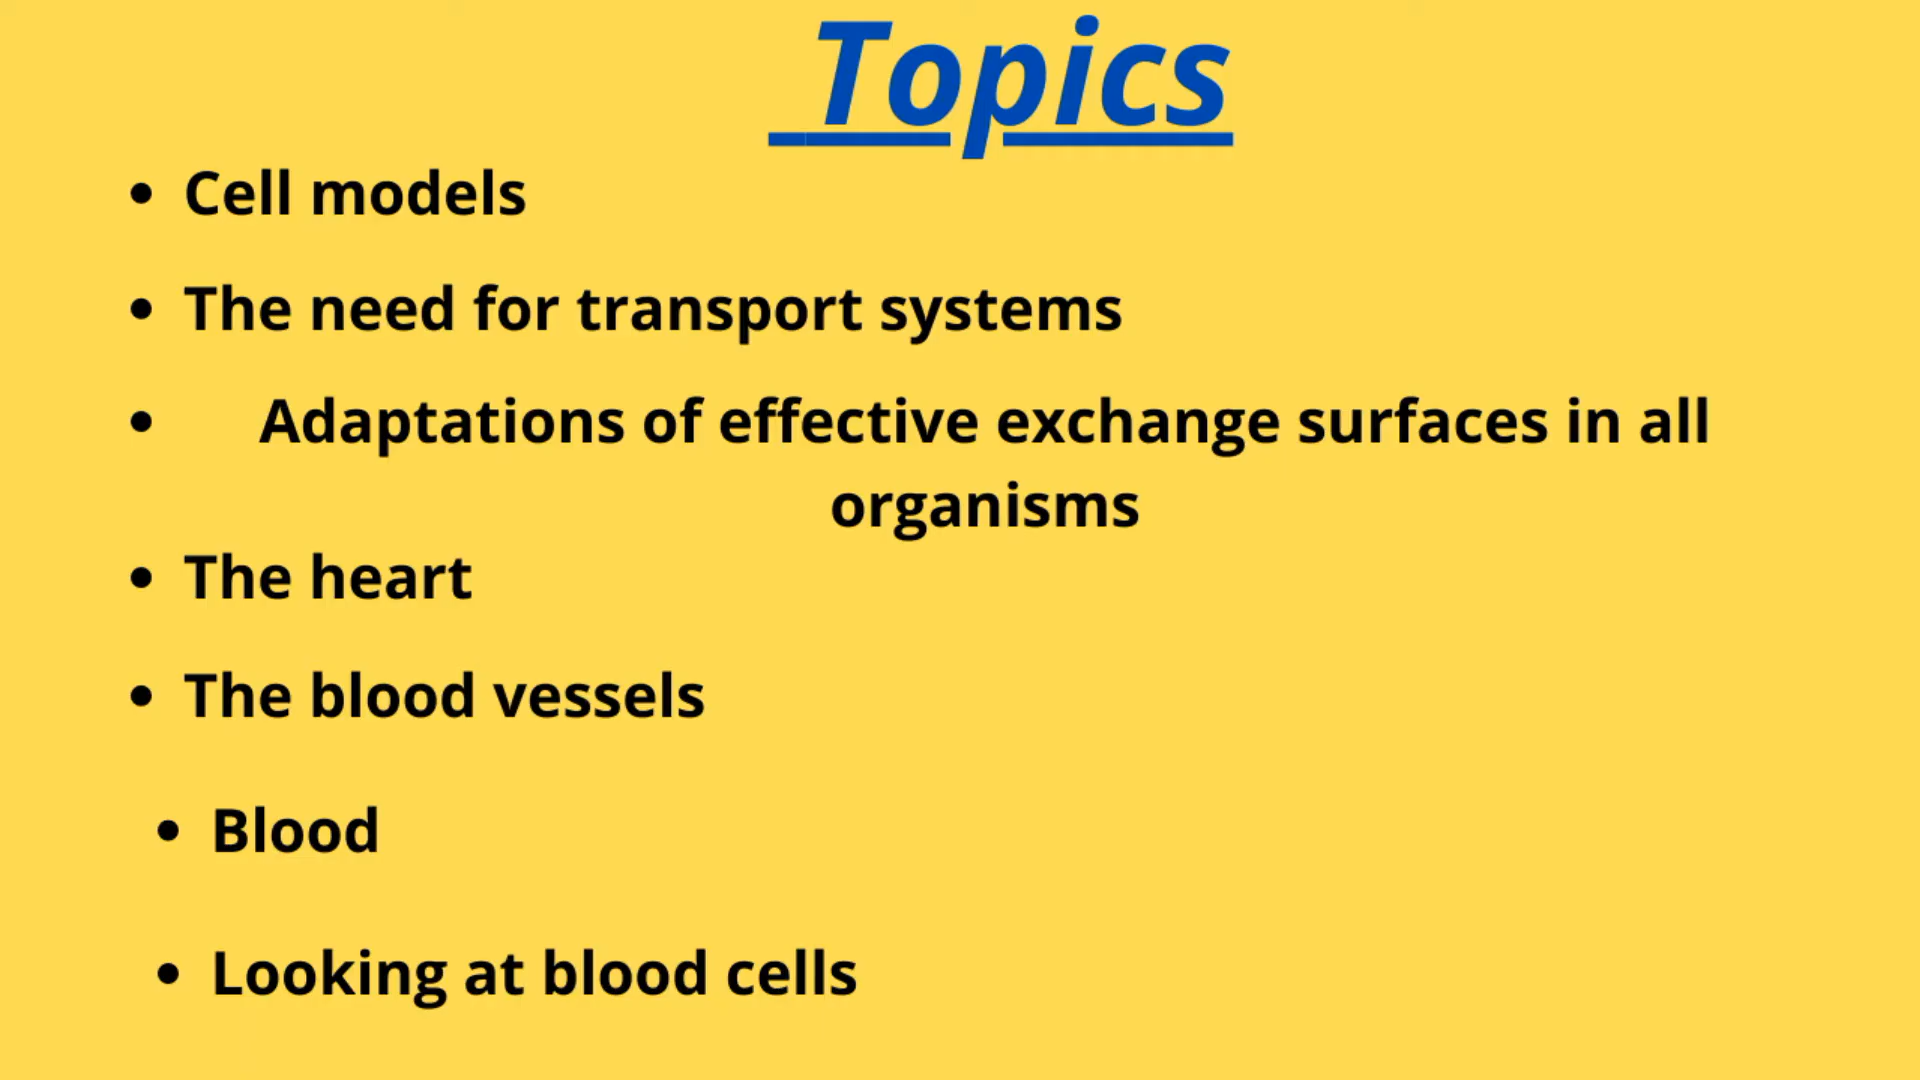 Topics
• Cell models
• The need for transport systems
• Adaptations of effective exchange surfaces in all
organisms
• The heart
• The blood vessels
• Blood
• Looking at blood cells